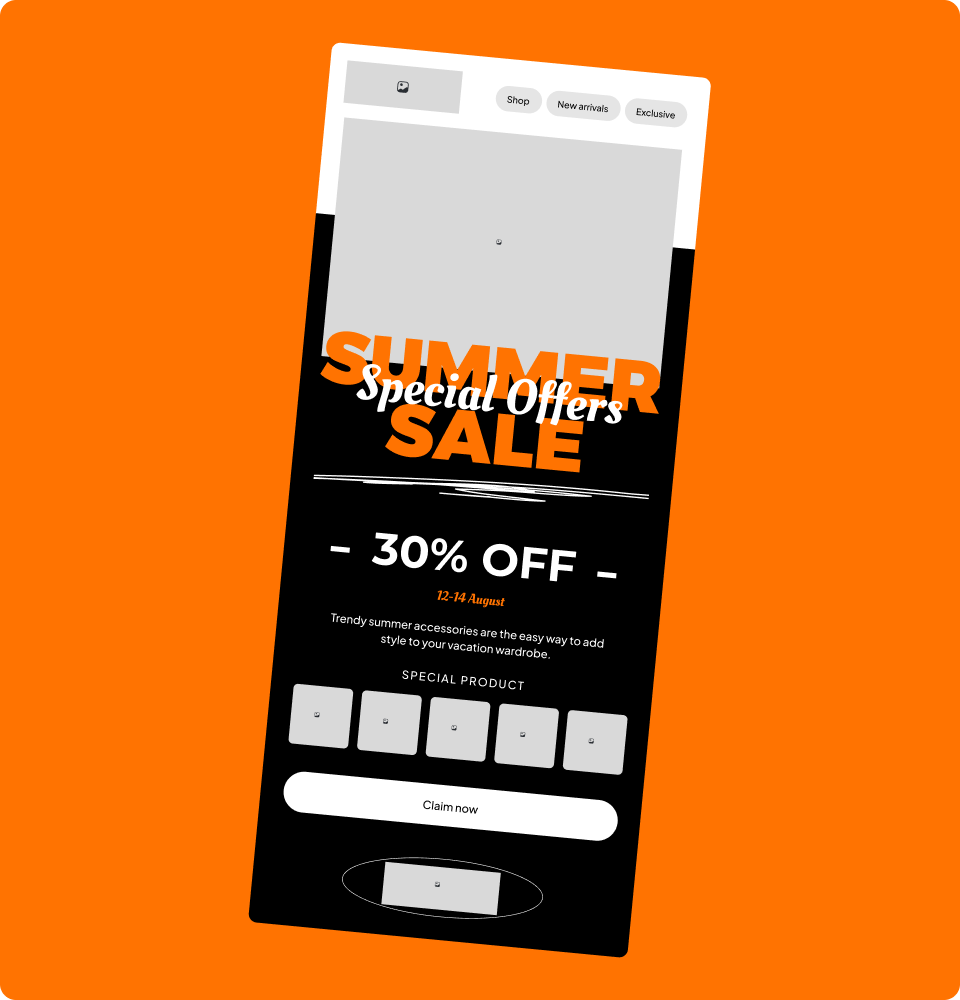 Shop
New arrivals
Exclusive
SUMMER
Special Offers
SALE
- 30% OFF -
12-14 August
Trendy summer accessories are the easy way to add
style to your vacation wardrobe.
SPECIAL PRODUCT
Claim now